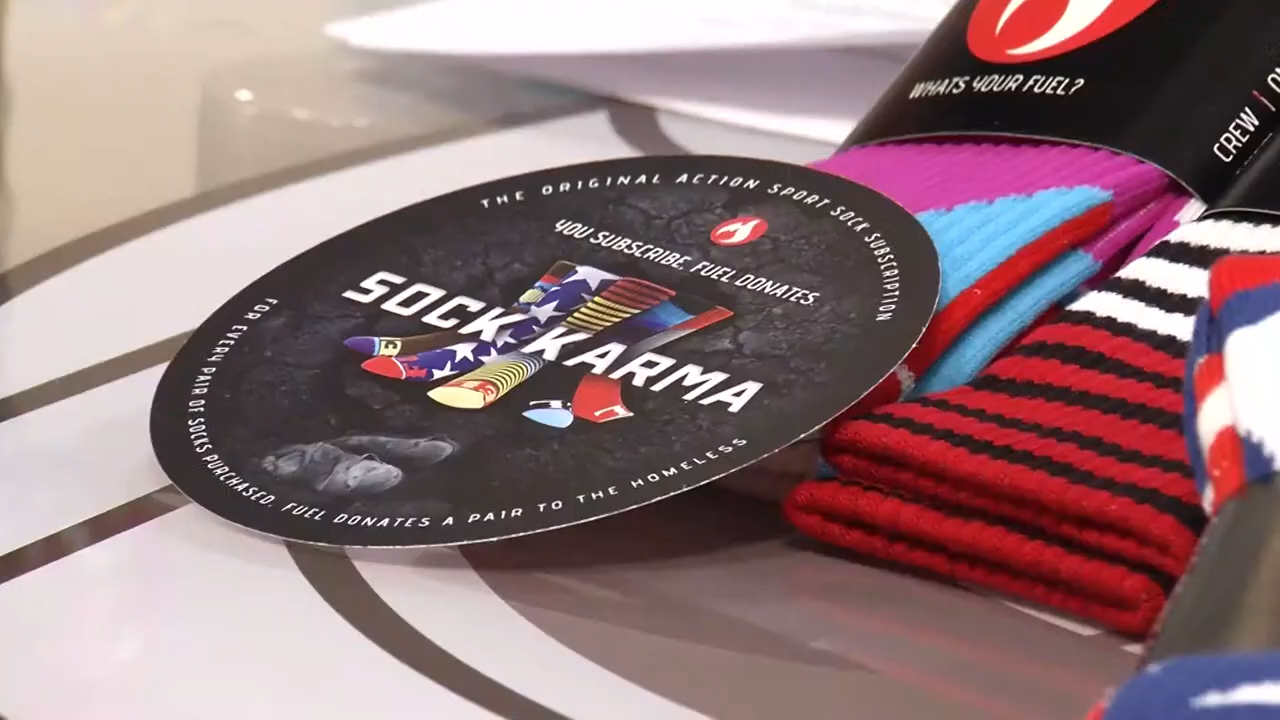 THE ORIGINAL ACTION SPORT SOCK SUBSCRIPTION
YOU SUBSCRIBE, FUEL DONATES.
SOCK KARMA
FOR EVERY PAIR OF SOCKS PURCHASED, FUEL DONATES A PAIR TO THE HOMELESS
WHATS YOUR FUEL?
CREW |